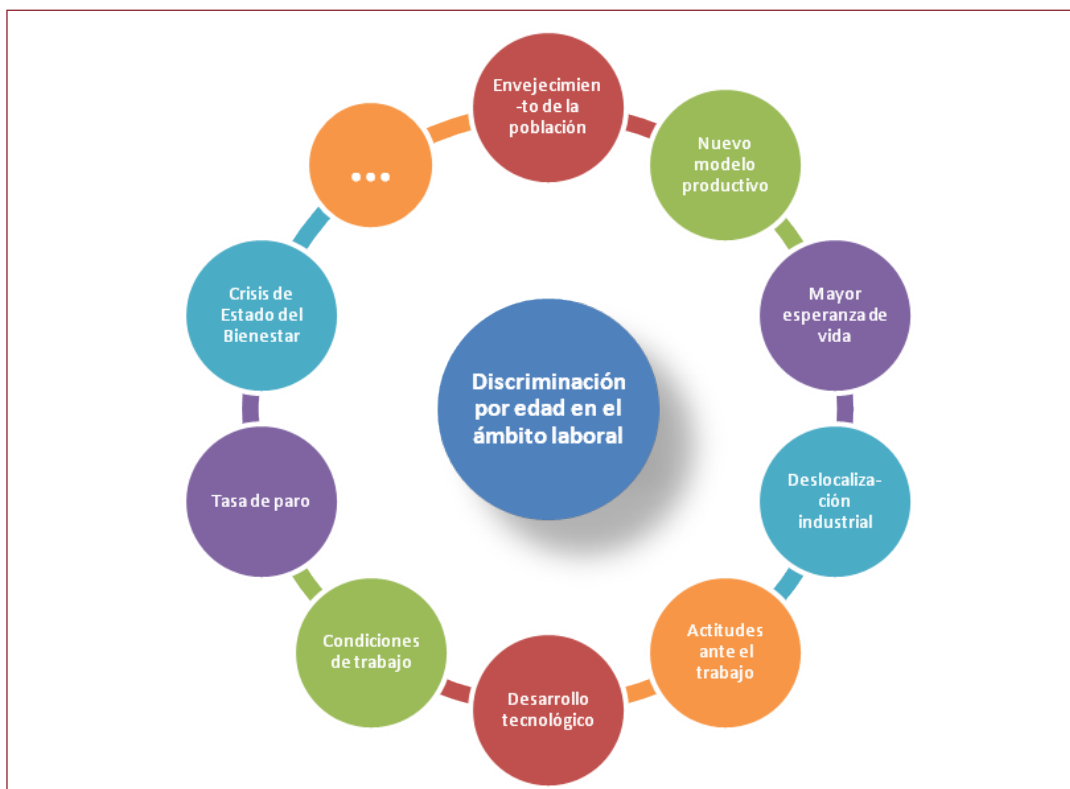 Envejecimien
-to de la
población
Nuevo
modelo
productivo
Mayor
esperanza de
vida
Deslocaliza-
ción
industrial
Actitudes
ante el
trabajo
Desarrollo
tecnológico
Condiciones
de trabajo
Tasa de paro
Crisis de
Estado del
Bienestar
...
Discriminación
por edad en el
ámbito laboral